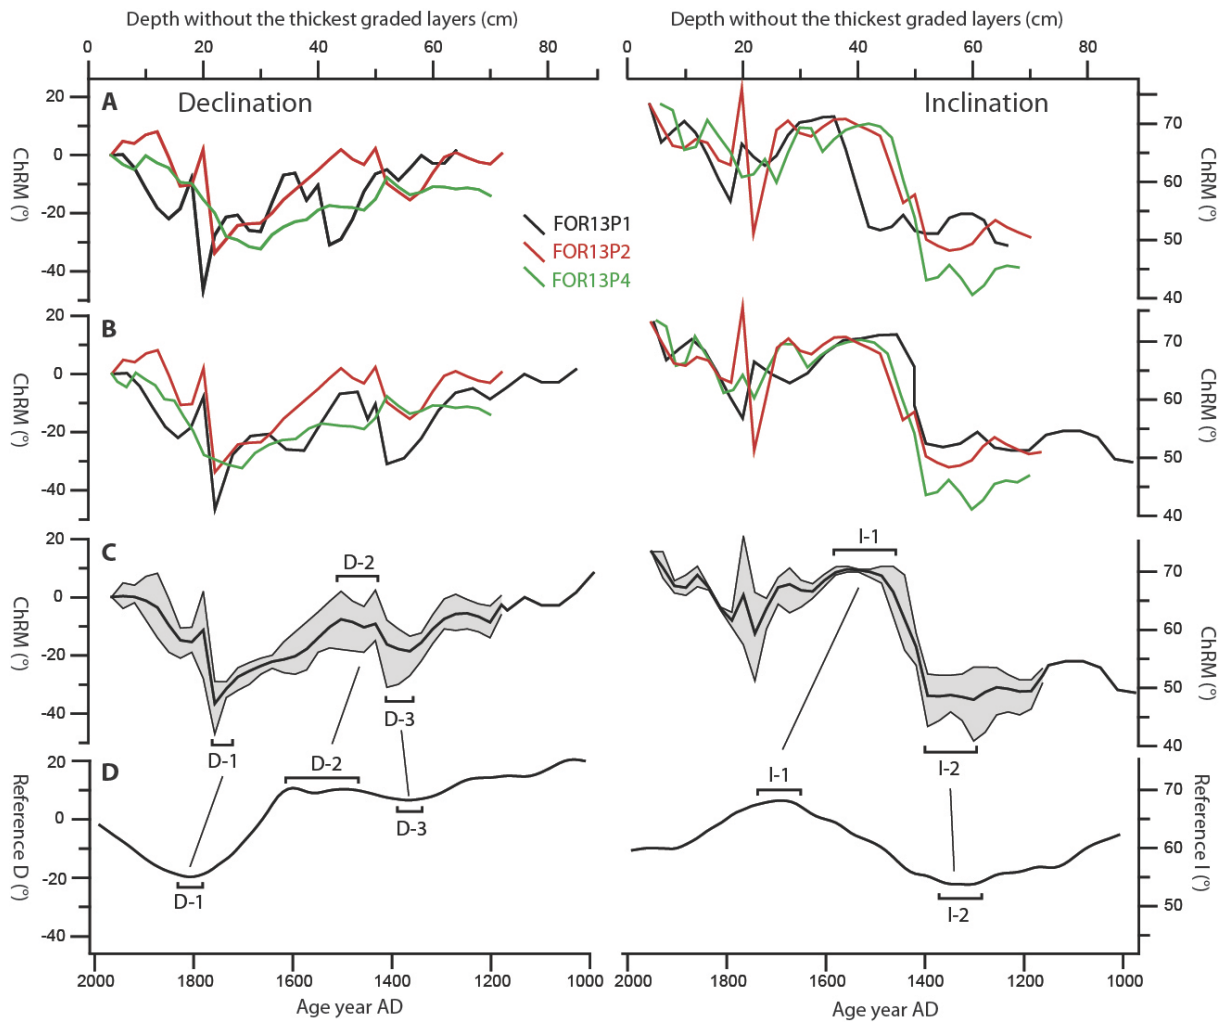 Depth without the thickest graded layers (cm)
Depth without the thickest graded layers (cm)
0 20 40 60 80
0 20 40 60 80
A Declination
Inclination
20
0
-20
-40
ChRM (°)
FOR13P1
FOR13P2
FOR13P4
70
60
50
40
ChRM (°)
B
20
0
-20
-40
ChRM (°)
70
60
50
40
ChRM (°)
C
20
0
-20
-40
ChRM (°)
D-2
D-3
D-1
I-1
I-2
70
60
50
40
ChRM (°)
D
20
0
-20
-40
Reference D (°)
D-2
D-3
D-1
I-1
I-2
70
60
50
Reference I (°)
2000 1800 1600 1400 1200 1000
2000 1800 1600 1400 1200 1000
Age year AD
Age year AD